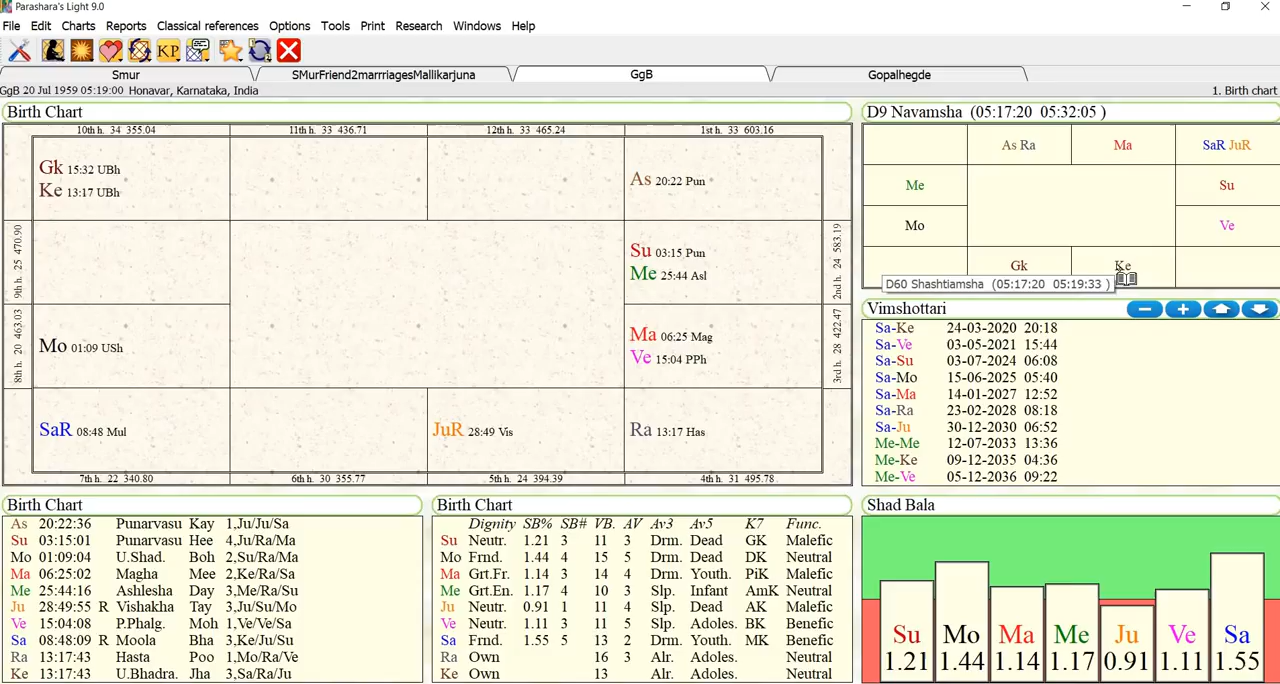 Parashara's Light 9.0
File Edit Charts Reports Classical references Options Tools Print Research Windows Help
KP
Smur SMurFriend2marrriagesMallikarjuna GgB Gopalhegde
GgB 20 Jul 1959 05:19:00 Honavar, Karnataka, India 1. Birth chart
Birth Chart
10th h. 34 355.04 11th h. 33 436.71 12th h. 33 465.24 1st h. 33 603.16
Gk 15:32 UBh
Ke 13:17 UBh
As 20:22 Pun
9th h. 25 470.90
Su 03:15 Pun
Me 25:44 Asl
2nd h. 24 583.19
8th h. 20 463.03
Mo 01:09 USh
Ma 06:25 Mag
Ve 15:04 PPh
3rd h. 28 422.47
SaR 08:48 Mul
JuR 28:49 Vis
Ra 13:17 Has
7th h. 22 340.80 6th h. 30 355.77 5th h. 24 394.39 4th h. 31 495.78
D9 Navamsha (05:17:20 05:32:05 )
As Ra Ma SaR JuR
Me Su
Mo Ve
Gk Ke
D60 Shashtiamsha (05:17:20 05:19:33 )
Vimshottari
Sa-Ke 24-03-2020 20:18
Sa-Ve 03-05-2021 15:44
Sa-Su 03-07-2024 06:08
Sa-Mo 15-06-2025 05:40
Sa-Ma 14-01-2027 12:52
Sa-Ra 23-02-2028 08:18
Sa-Ju 30-12-2030 06:52
Me-Me 12-07-2033 13:36
Me-Ke 09-12-2035 04:36
Me-Ve 05-12-2036 09:22
Birth Chart
As 20:22:36 Punarvasu Kay 1,Ju/Ju/Sa
Su 03:15:01 Punarvasu Hee 4,Ju/Ra/Ma
Mo 01:09:04 U.Shad. Boh 2,Su/Ra/Ma
Ma 06:25:02 Magha Mee 2,Ke/Ra/Sa
Me 25:44:16 Ashlesha Day 3,Me/Ra/Su
Ju 28:49:55 R Vishakha Tay 3,Ju/Su/Mo
Ve 15:04:08 P.Phalg. Moh 1,Ve/Ve/Sa
Sa 08:48:09 R Moola Bha 3,Ke/Ju/Su
Ra 13:17:43 Hasta Poo 1,Mo/Ra/Ve
Ke 13:17:43 U.Bhadra. Jha 3,Sa/Ra/Ju
Birth Chart
Dignity SB% SB# VB. AV Av3 Av5 K7 Func.
Su Neutr. 1.21 3 11 3 Drm. Dead GK Malefic
Mo Frnd. 1.44 4 15 5 Drm. Dead DK Neutral
Ma Grt.Fr. 1.14 3 14 4 Drm. Youth. PiK Malefic
Me Grt.En. 1.17 4 10 3 Slp. Infant AmK Neutral
Ju Neutr. 0.91 1 11 4 Slp. Dead AK Malefic
Ve Neutr. 1.11 3 11 5 Slp. Adoles. BK Benefic
Sa Frnd. 1.55 5 13 2 Drm. Youth. MK Benefic
Ra Own 16 3 Alr. Adoles. Neutral
Ke Own 13 Alr. Adoles. Neutral
Shad Bala
Su Mo Ma Me Ju Ve Sa
1.21 1.44 1.14 1.17 0.91 1.11 1.55